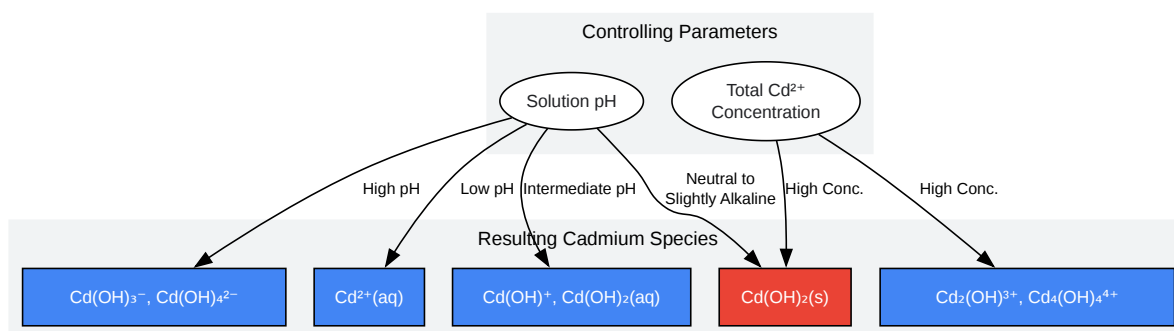 Controlling Parameters
Solution pH
Total Cd²⁺
Concentration
High pH
Low pH
Intermediate pH
Neutral to
Slightly Alkaline
High Conc.
High Conc.
Resulting Cadmium Species
Cd(OH)₃⁻, Cd(OH)₄²⁻
Cd²⁺(aq)
Cd(OH)⁺, Cd(OH)₂(aq)
Cd(OH)₂(s)
Cd₂(OH)³⁺, Cd₄(OH)₄⁴⁺